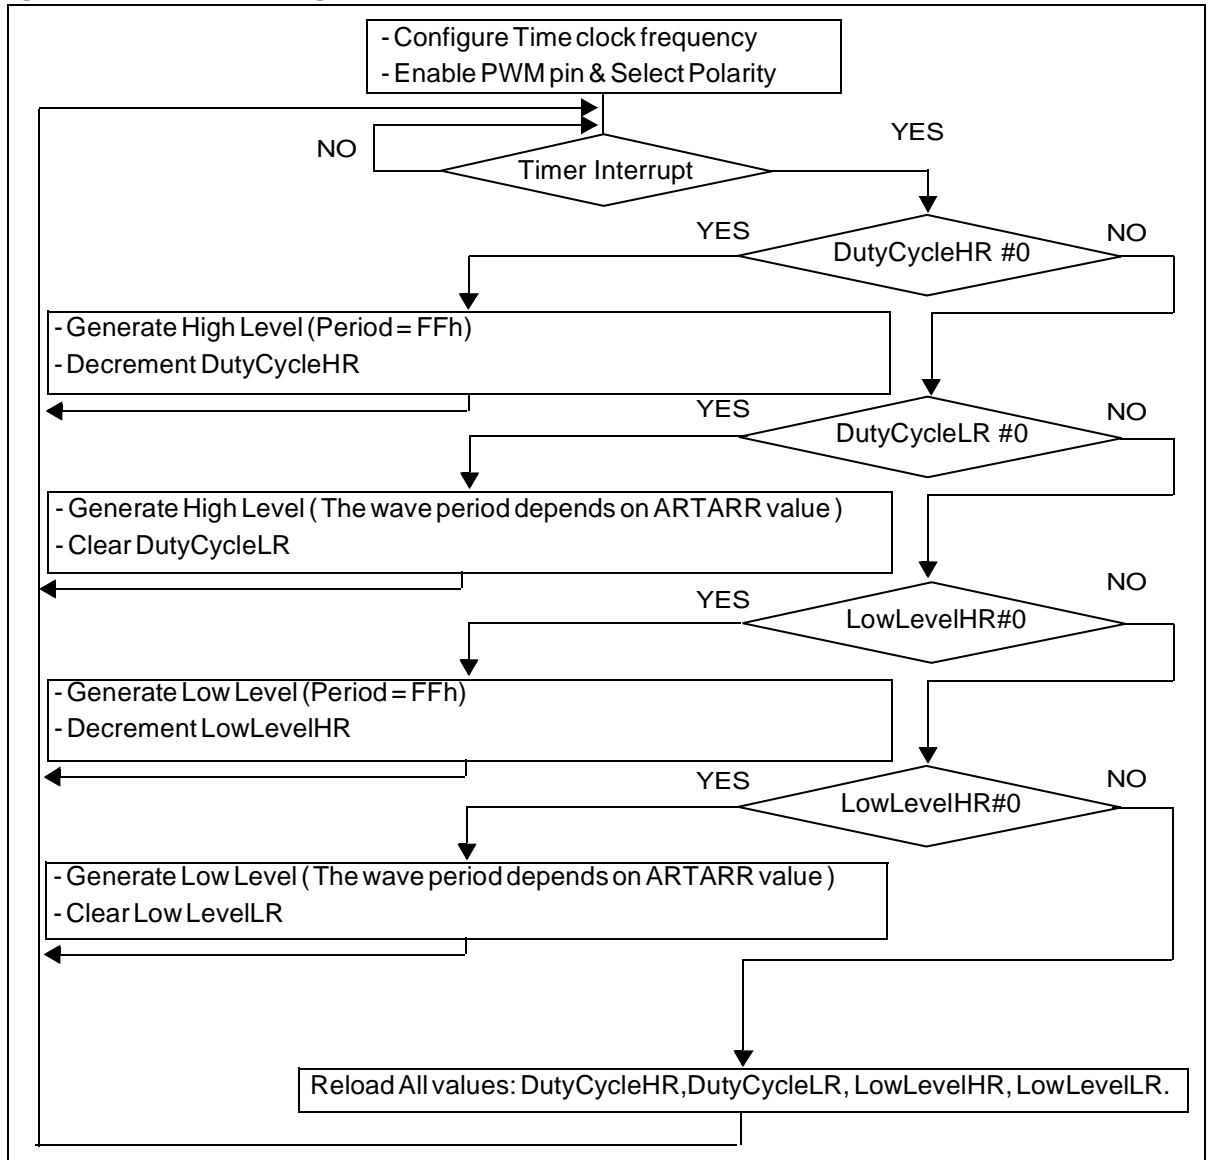 - Configure Time clock frequency
- Enable PWM pin & Select Polarity
YES
NO
Timer Interrupt
YES
NO
DutyCycleHR #0
- Generate High Level (Period = FFh)
- Decrement DutyCycleHR
YES
NO
DutyCycleLR #0
- Generate High Level ( The wave period depends on ARTARR value )
- Clear DutyCycleLR
NO
YES
LowLevelHR#0
- Generate Low Level (Period = FFh)
- Decrement LowLevelHR
YES
NO
LowLevelHR#0
- Generate Low Level ( The wave period depends on ARTARR value )
- Clear Low LevelLR
Reload All values: DutyCycleHR,DutyCycleLR, LowLevelHR, LowLevelLR.